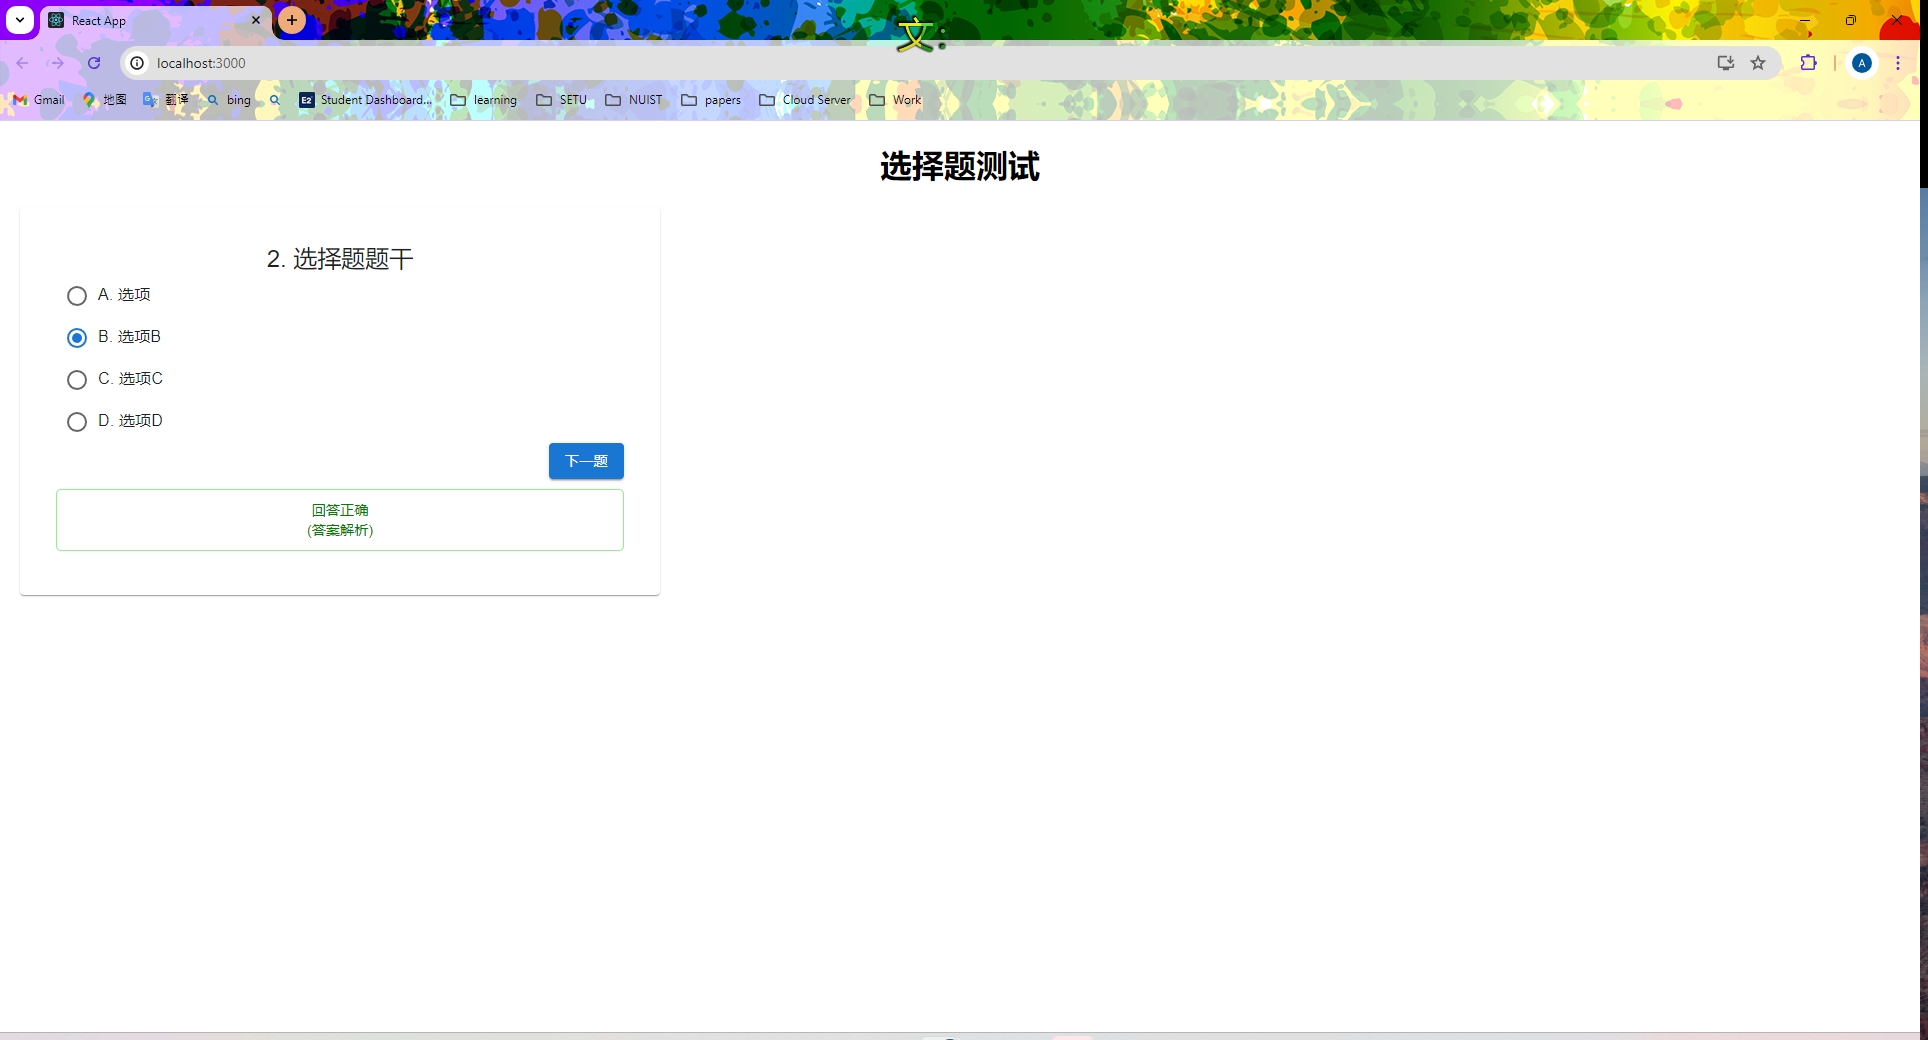 React App
文:
localhost:3000
A
Gmail 地图 翻译 bing Student Dashboard... learning SETU NUIST papers Cloud Server Work
选择题测试
2. 选择题题干
A. 选项
B. 选项B
C. 选项C
D. 选项D
下一题
回答正确
(答案解析)